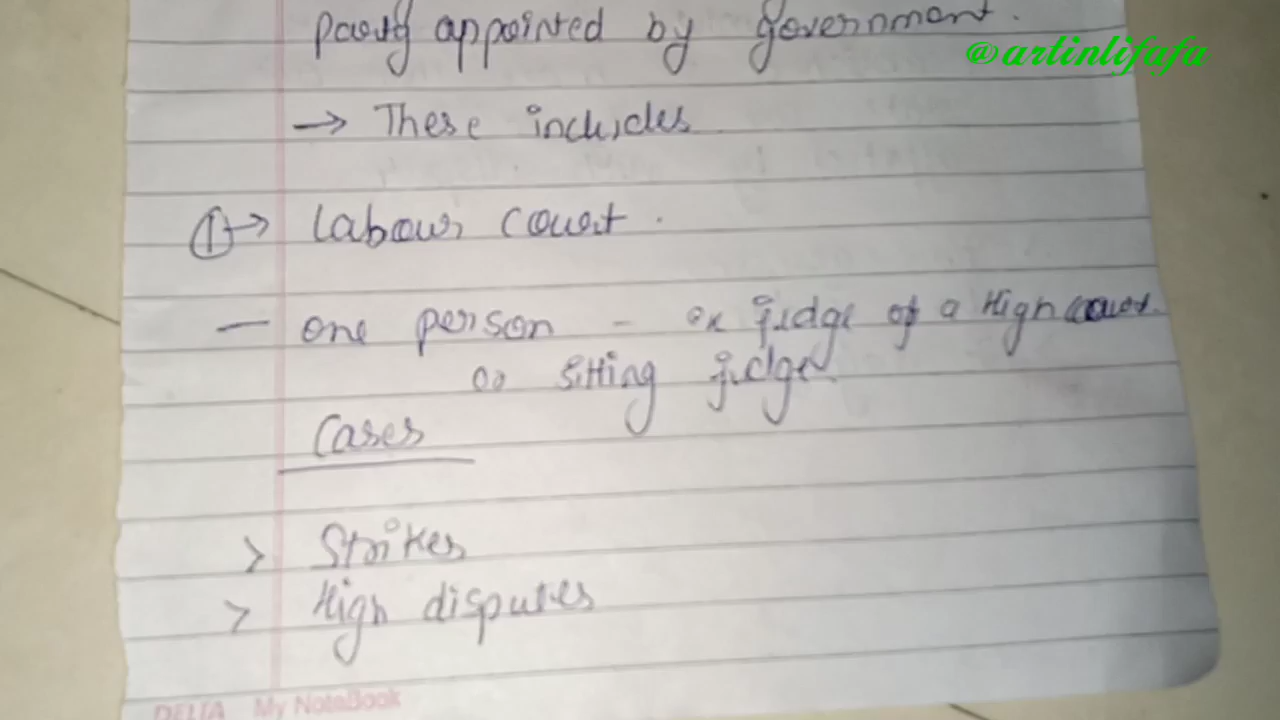 party appointed by government.
@artinlifafa
→ These includes
①→ Labour court.
— one person - ex judge of a High court.
or sitting judge
Cases
> Strikes
> High disputes
DELTA My NoteBook